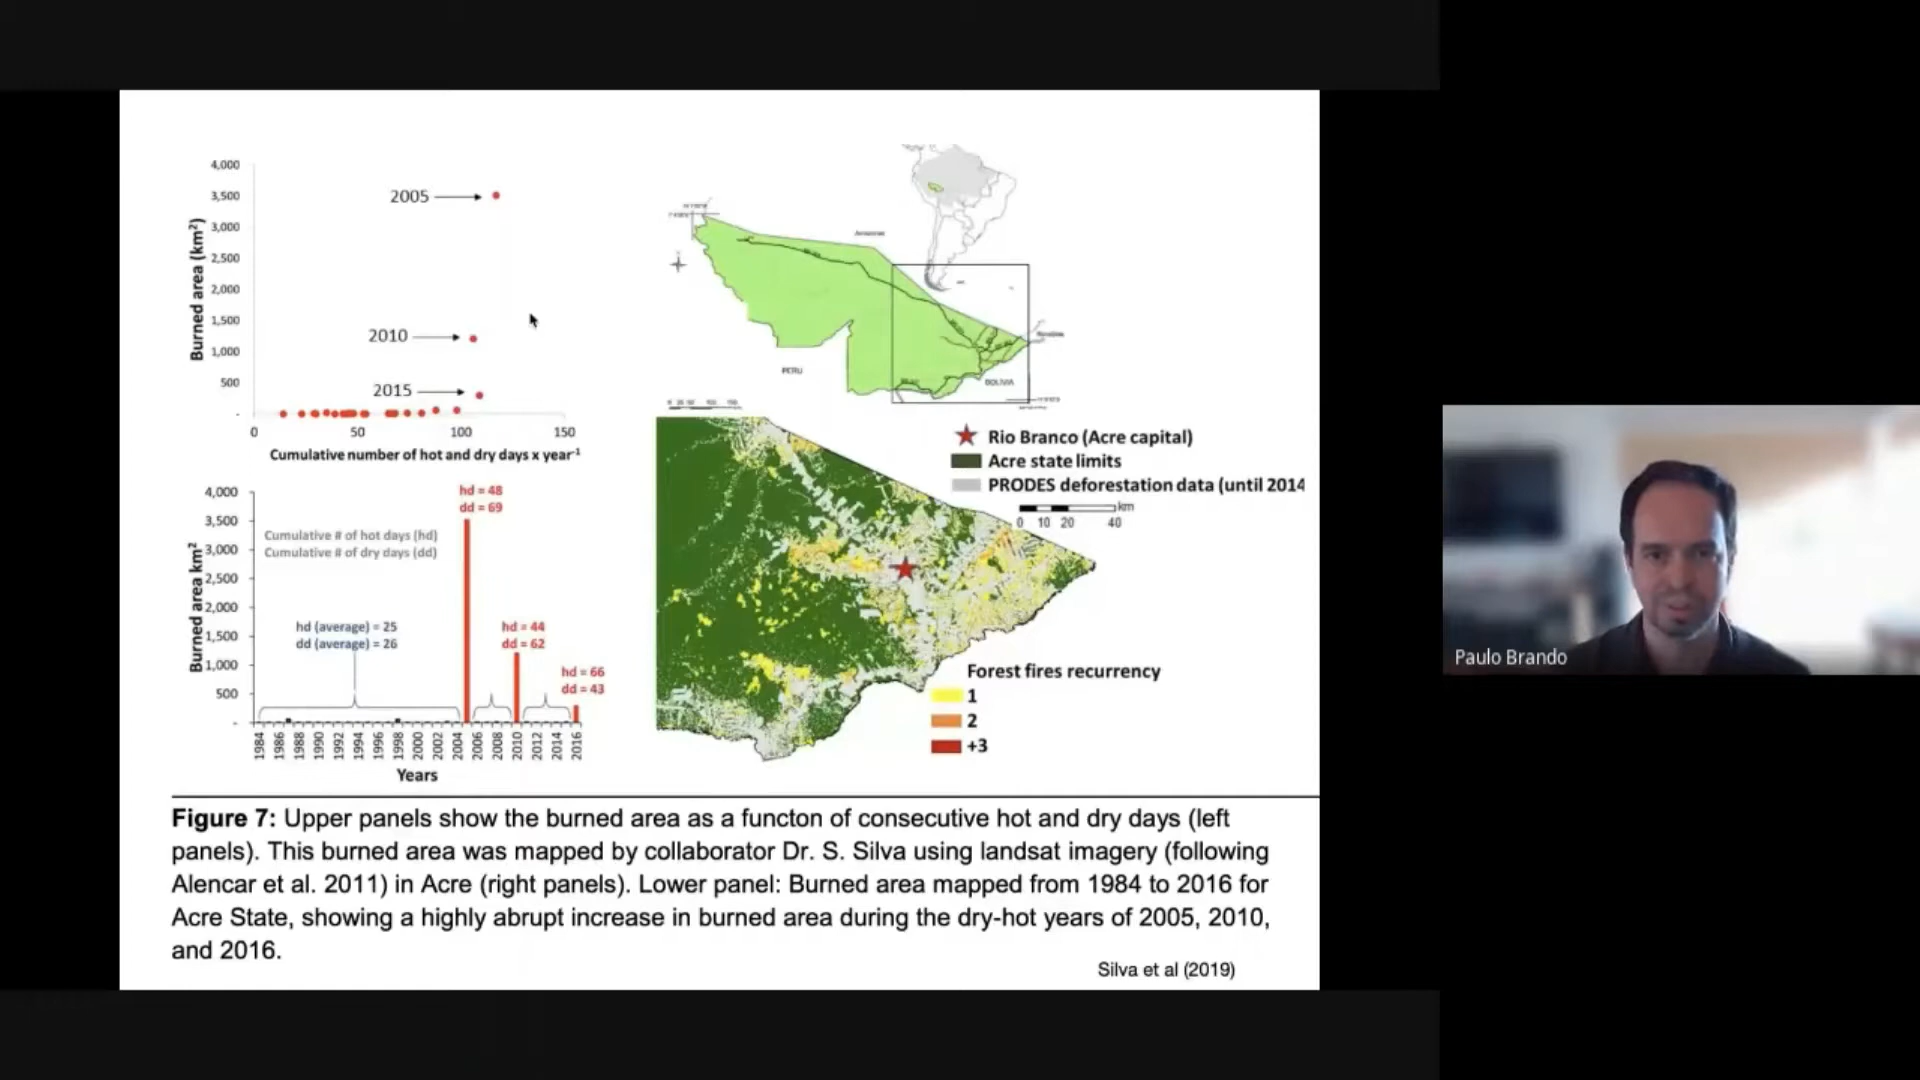 4,000
3,500
3,000
2,500
2,000
1,500
1,000
500
-
Burned area (km²)
2005
2010
2015
0 50 100 150
Cumulative number of hot and dry days x year⁻¹
Amazonas
PERU
BOLIVIA
4,000
3,500
3,000
2,500
2,000
1,500
1,000
500
-
Burned area km²
Cumulative # of hot days (hd)
Cumulative # of dry days (dd)
hd (average) = 25
dd (average) = 26
hd = 48
dd = 69
hd = 44
dd = 62
hd = 66
dd = 43
1984 1986 1988 1990 1992 1994 1996 1998 2000 2002 2004 2006 2008 2010 2012 2014 2016
Years
Rio Branco (Acre capital)
Acre state limits
PRODES deforestation data (until 2014
km
0 10 20 40
Forest fires recurrency
1
2
+3
Figure 7: Upper panels show the burned area as a functon of consecutive hot and dry days (left
panels). This burned area was mapped by collaborator Dr. S. Silva using landsat imagery (following
Alencar et al. 2011) in Acre (right panels). Lower panel: Burned area mapped from 1984 to 2016 for
Acre State, showing a highly abrupt increase in burned area during the dry-hot years of 2005, 2010,
and 2016.
Silva et al (2019)
Paulo Brando